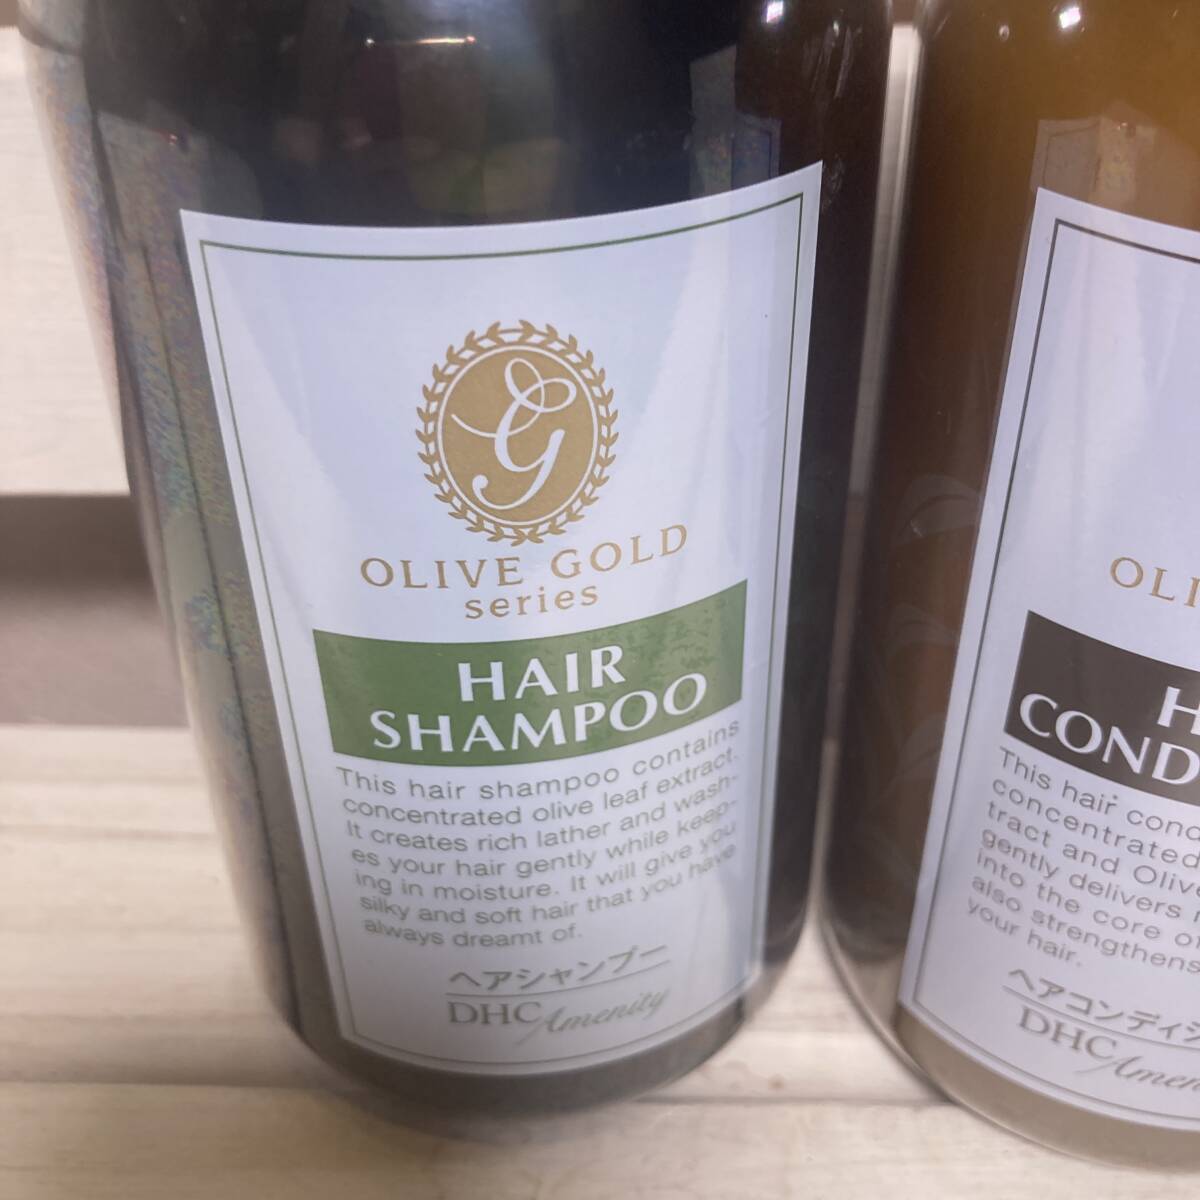 G
OLIVE GOLD
series
HAIR
SHAMPOO
This hair shampoo contains
concentrated olive leaf extract.
It creates rich lather and wash-
es your hair gently while keep-
ing in moisture. It will give you
silky and soft hair that you have
always dreamt of.
ヘアシャンプー
DHC Amenity
OLI
H
COND
This hair cond
concentrated
tract and Olive
gently delivers
into the core of
also strengthens
your hair.
ヘアコンディシ
DHC Amen